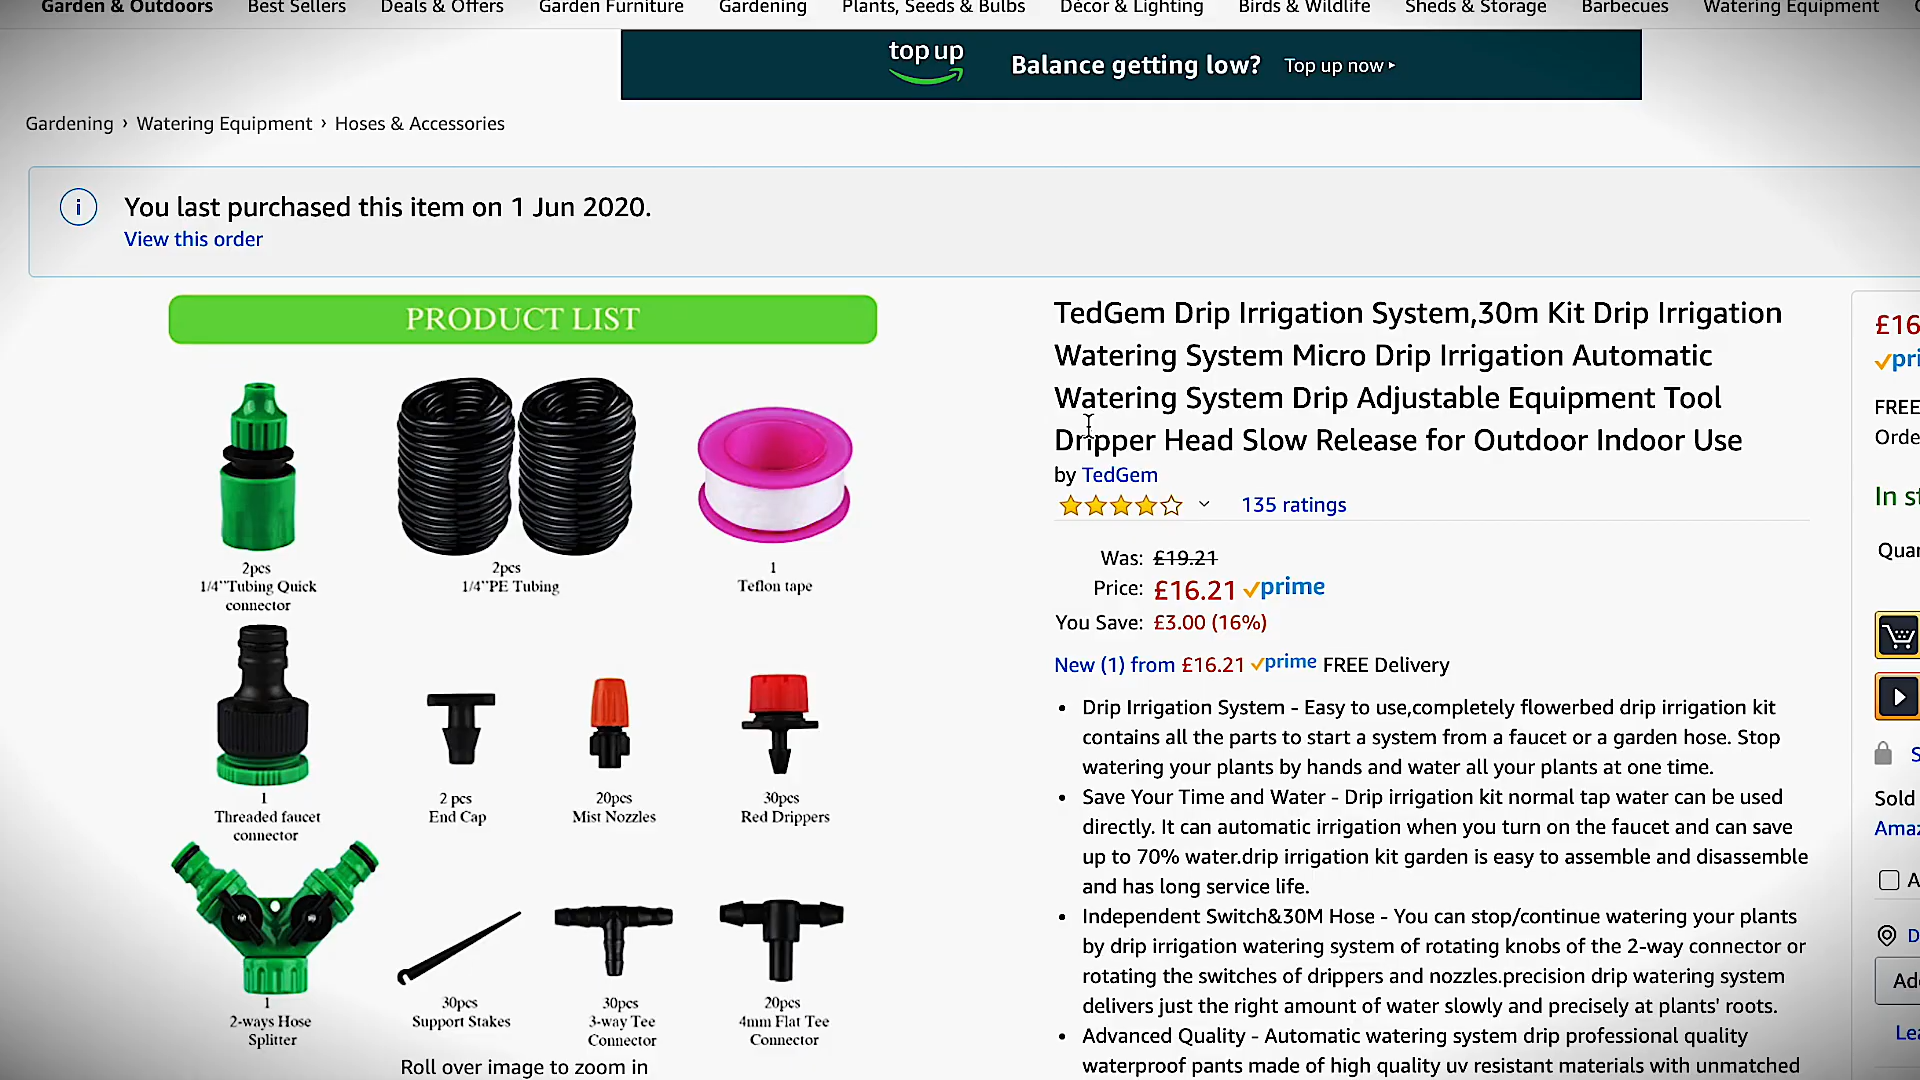 Garden & Outdoors Best Sellers Deals & Offers Garden Furniture Gardening Plants, Seeds & Bulbs Décor & Lighting Birds & Wildlife Sheds & Storage Barbecues Watering Equipment
top up
Balance getting low? Top up now ▸
Gardening › Watering Equipment › Hoses & Accessories
i
You last purchased this item on 1 Jun 2020.
View this order
PRODUCT LIST
2pcs
1/4''Tubing Quick
connector
2pcs
1/4''PE Tubing
1
Teflon tape
1
Threaded faucet
connector
2 pcs
End Cap
20pcs
Mist Nozzles
30pcs
Red Drippers
1
2-ways Hose
Splitter
30pcs
Support Stakes
30pcs
3-way Tee
Connector
20pcs
4mm Flat Tee
Connector
Roll over image to zoom in
TedGem Drip Irrigation System,30m Kit Drip Irrigation
Watering System Micro Drip Irrigation Automatic
Watering System Drip Adjustable Equipment Tool
Dripper Head Slow Release for Outdoor Indoor Use
by TedGem
135 ratings
Was: £19.21
Price: £16.21 prime
You Save: £3.00 (16%)
New (1) from £16.21 prime FREE Delivery
• Drip Irrigation System - Easy to use,completely flowerbed drip irrigation kit
contains all the parts to start a system from a faucet or a garden hose. Stop
watering your plants by hands and water all your plants at one time.
• Save Your Time and Water - Drip irrigation kit normal tap water can be used
directly. It can automatic irrigation when you turn on the faucet and can save
up to 70% water.drip irrigation kit garden is easy to assemble and disassemble
and has long service life.
• Independent Switch&30M Hose - You can stop/continue watering your plants
by drip irrigation watering system of rotating knobs of the 2-way connector or
rotating the switches of drippers and nozzles.precision drip watering system
delivers just the right amount of water slowly and precisely at plants' roots.
• Advanced Quality - Automatic watering system drip professional quality
waterproof pants made of high quality uv resistant materials with unmatched
£16
pri
FREE
Orde
In st
Quan
S
Sold
Amaz
A
D
Add
Lea